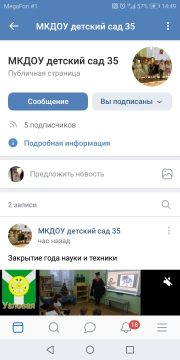 MegaFon #1
57%
14:49
МКДОУ детский сад 35
МКДОУ детский сад 35
Публичная страница
Сообщение
Вы подписаны
5 подписчиков
Подробная информация
Предложить новость
2 записи
МКДОУ детский сад 35
час назад
Закрытие года науки и техники
Узловая
18